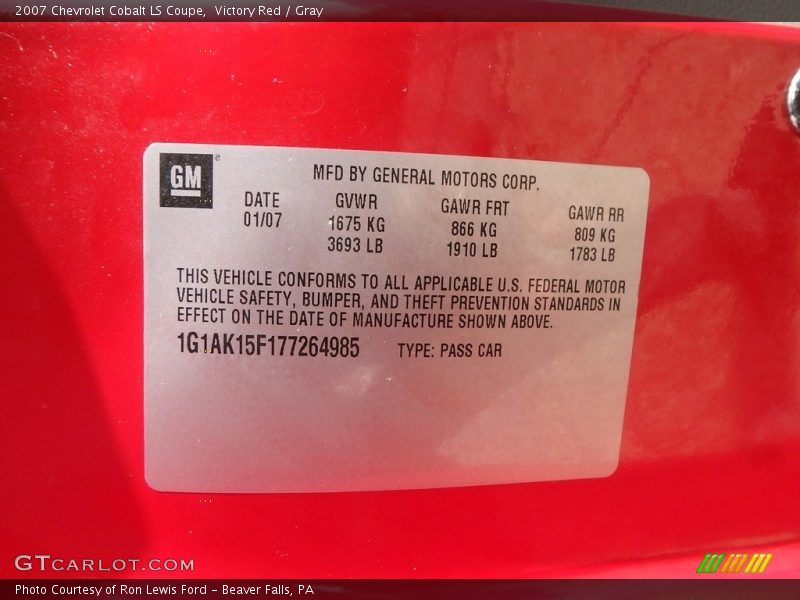 2007 Chevrolet Cobalt LS Coupe, Victory Red / Gray
GM
MFD BY GENERAL MOTORS CORP.
DATE GVWR GAWR FRT GAWR RR
01/07 1675 KG 866 KG 809 KG
3693 LB 1910 LB 1783 LB
THIS VEHICLE CONFORMS TO ALL APPLICABLE U.S. FEDERAL MOTOR
VEHICLE SAFETY, BUMPER, AND THEFT PREVENTION STANDARDS IN
EFFECT ON THE DATE OF MANUFACTURE SHOWN ABOVE.
1G1AK15F177264985 TYPE: PASS CAR
GTCARLOT.COM
Photo Courtesy of Ron Lewis Ford - Beaver Falls, PA